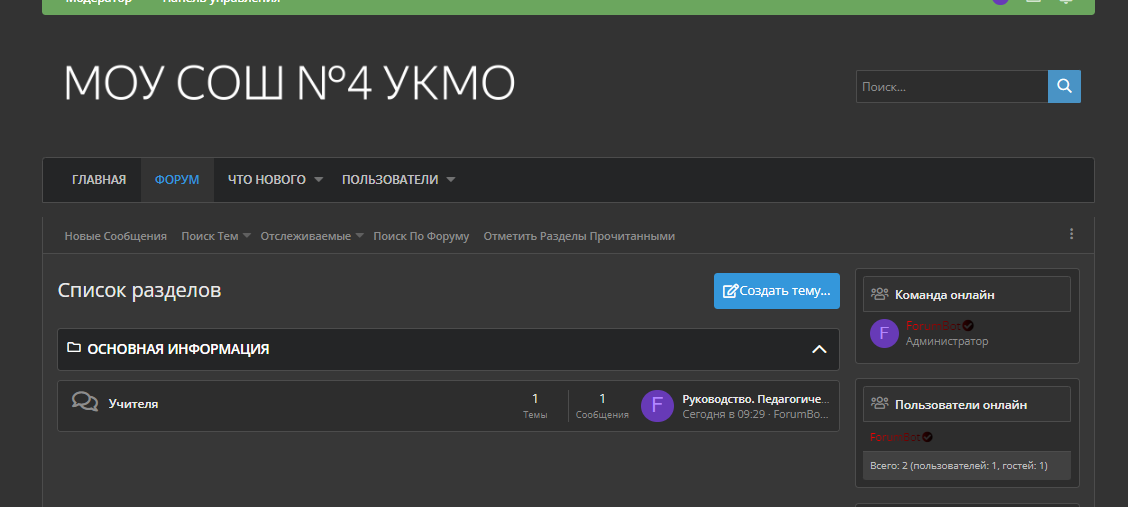 Модератор Панель управления
МОУ СОШ №4 УКМО
Поиск...
ГЛАВНАЯ ФОРУМ ЧТО НОВОГО ПОЛЬЗОВАТЕЛИ
Новые Сообщения Поиск Тем Отслеживаемые Поиск По Форуму Отметить Разделы Прочитанными
Список разделов
Создать тему...
ОСНОВНАЯ ИНФОРМАЦИЯ
Учителя
1
Темы
1
Сообщения
F
Руководство. Педагогиче...
Сегодня в 09:29 · ForumBo...
Команда онлайн
F
ForumBot
Администратор
Пользователи онлайн
ForumBot
Всего: 2 (пользователей: 1, гостей: 1)